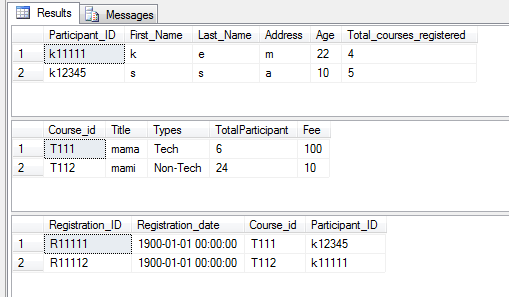 Results Messages
Participant_ID First_Name Last_Name Address Age Total_courses_registered
1 k11111 k e m 22 4
2 k12345 s s a 10 5
Course_id Title Types TotalParticipant Fee
1 T111 mama Tech 6 100
2 T112 mami Non-Tech 24 10
Registration_ID Registration_date Course_id Participant_ID
1 R11111 1900-01-01 00:00:00 T111 k12345
2 R11112 1900-01-01 00:00:00 T112 k11111